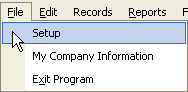 File Edit Records Reports
Setup
My Company Information
Exit Program